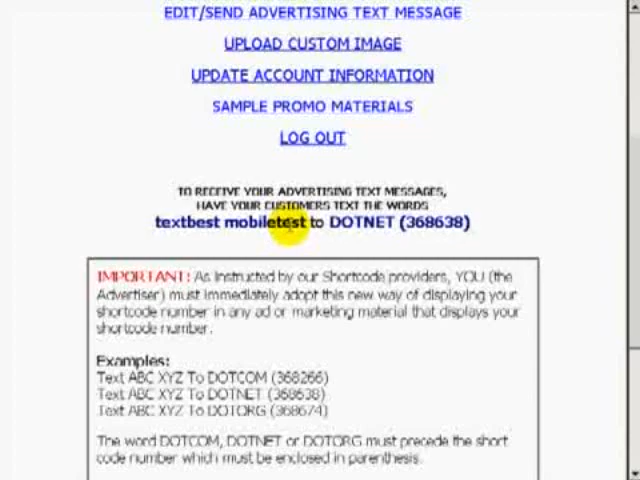 EDIT/SEND ADVERTISING TEXT MESSAGE
UPLOAD CUSTOM IMAGE
UPDATE ACCOUNT INFORMATION
SAMPLE PROMO MATERIALS
LOG OUT
TO RECEIVE YOUR ADVERTISING TEXT MESSAGES,
HAVE YOUR CUSTOMERS TEXT THE WORDS
textbest mobiletest to DOTNET (368638)
IMPORTANT: As instructed by our Shortcode providers, YOU (the
Advertiser) must immediately adopt this new way of displaying your
shortcode number in any ad or marketing material that displays your
shortcode number.
Examples:
Text ABC XYZ To DOTCOM (368266)
Text ABC XYZ To DOTNET (368638)
Text ABC XYZ To DOTORG (368674)
The word DOTCOM, DOTNET or DOTORG must precede the short
code number which must be enclosed in parenthesis.